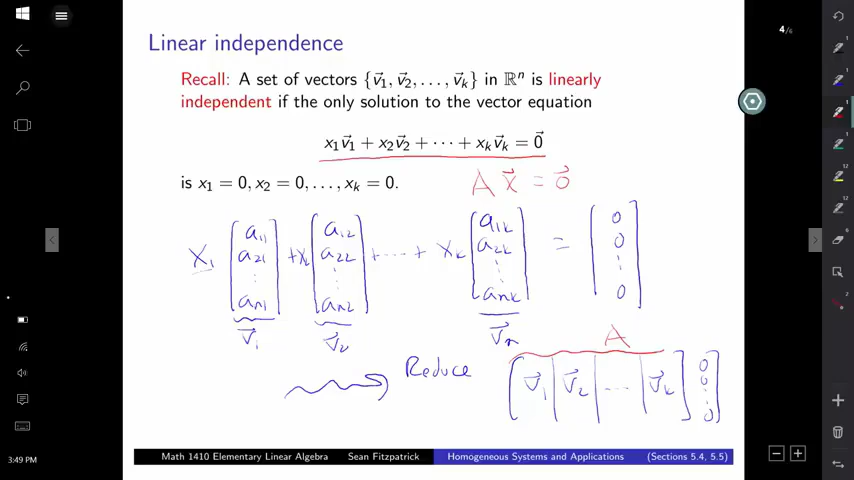 4/6
Linear independence
Recall: A set of vectors {v⃗1, v⃗2, . . . , v⃗k} in ℝⁿ is linearly
independent if the only solution to the vector equation
x1v⃗1 + x2v⃗2 + · · · + xkv⃗k = 0⃗
is x1 = 0, x2 = 0, . . . , xk = 0.
A x⃗ = 0⃗
x1 [a11 a21 ⋮ an1] + x2 [a12 a22 ⋮ an2] + ··· + xk [a1k a2k ⋮ ank] = [0 0 ⋮ 0]
v⃗1 v⃗2 v⃗n
A
Reduce [v⃗1 | v⃗2 | ... | v⃗k] [0 0 ⋮ 0]
3:49 PM
Math 1410 Elementary Linear Algebra Sean Fitzpatrick Homogeneous Systems and Applications (Sections 5.4, 5.5)